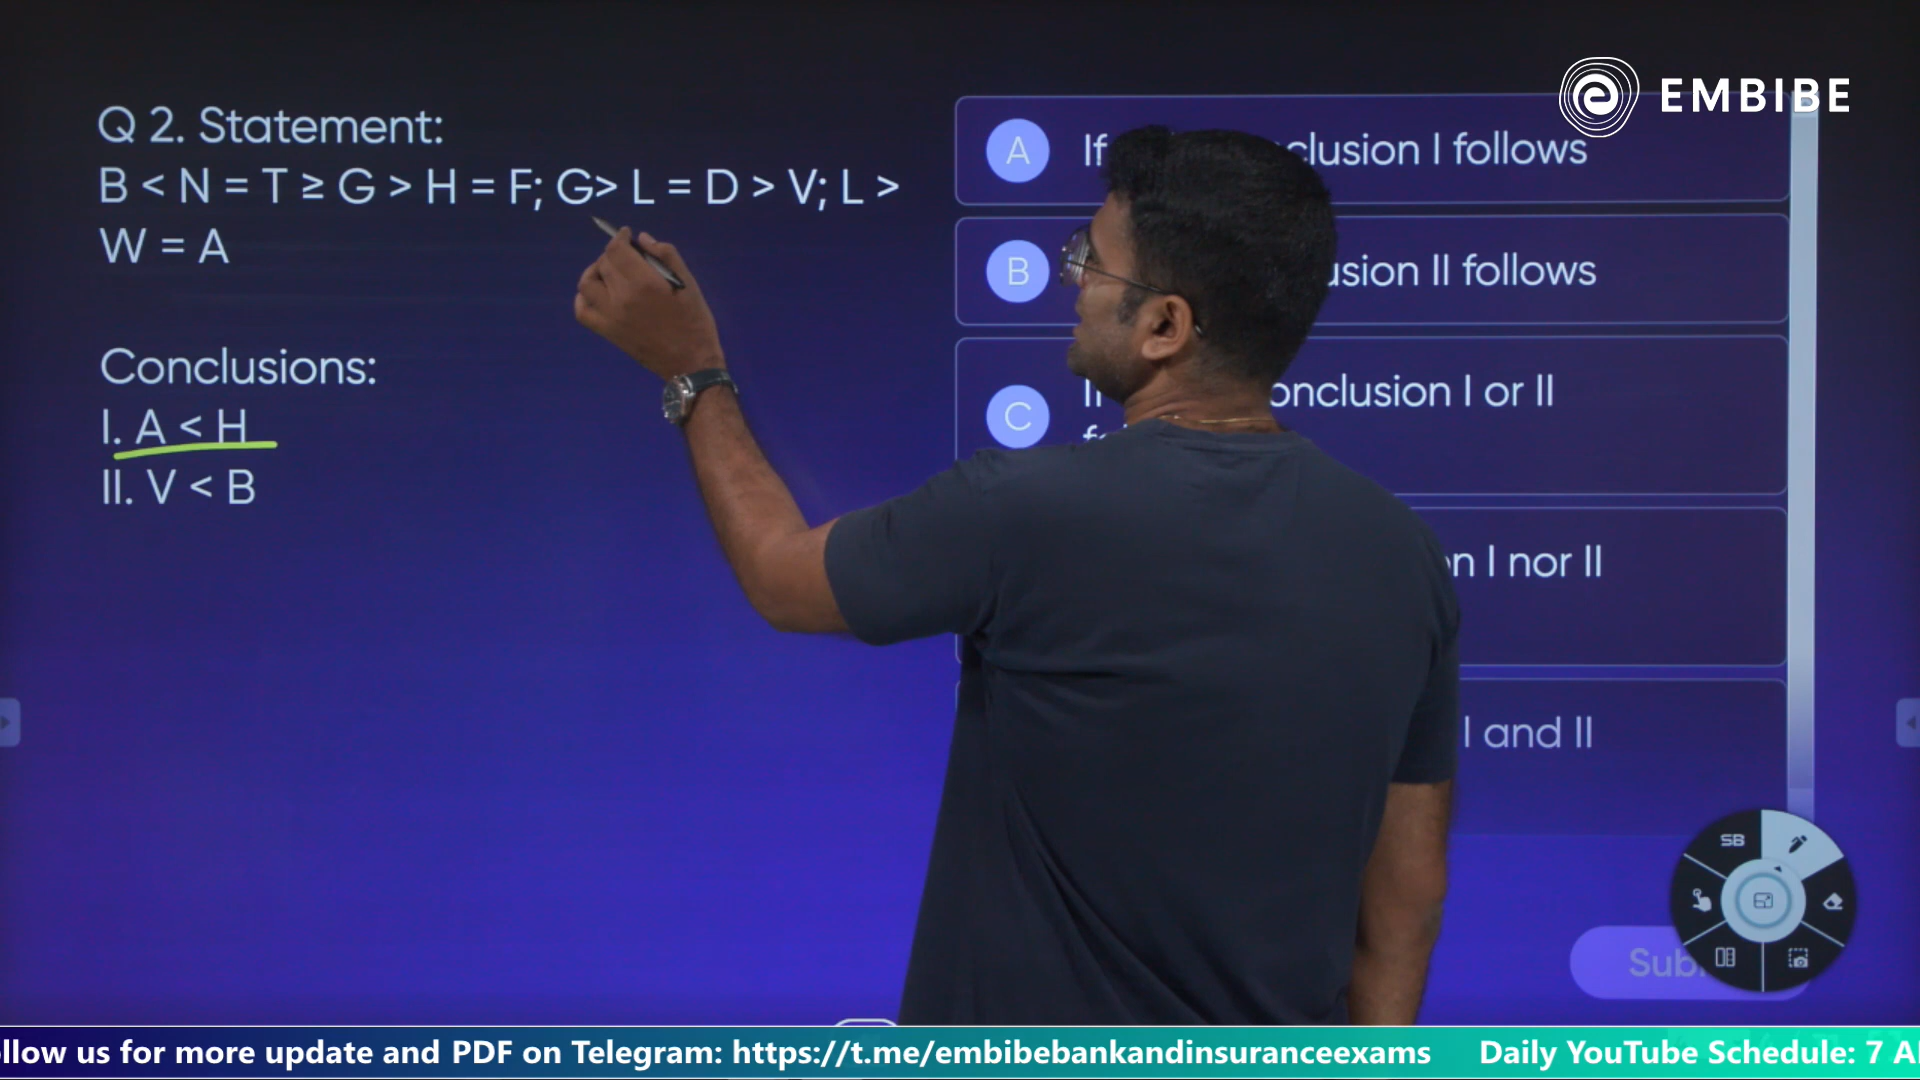 EMBIBE
Q 2. Statement:
B < N = T ≥ G > H = F; G> L = D > V; L >
W = A
Conclusions:
I. A < H
II. V < B
A If clusion I follows
B usion II follows
C onclusion I or II
n I nor II
I and II
SB
Sub
llow us for more update and PDF on Telegram: https://t.me/embibebankandinsuranceexams Daily YouTube Schedule: 7 A